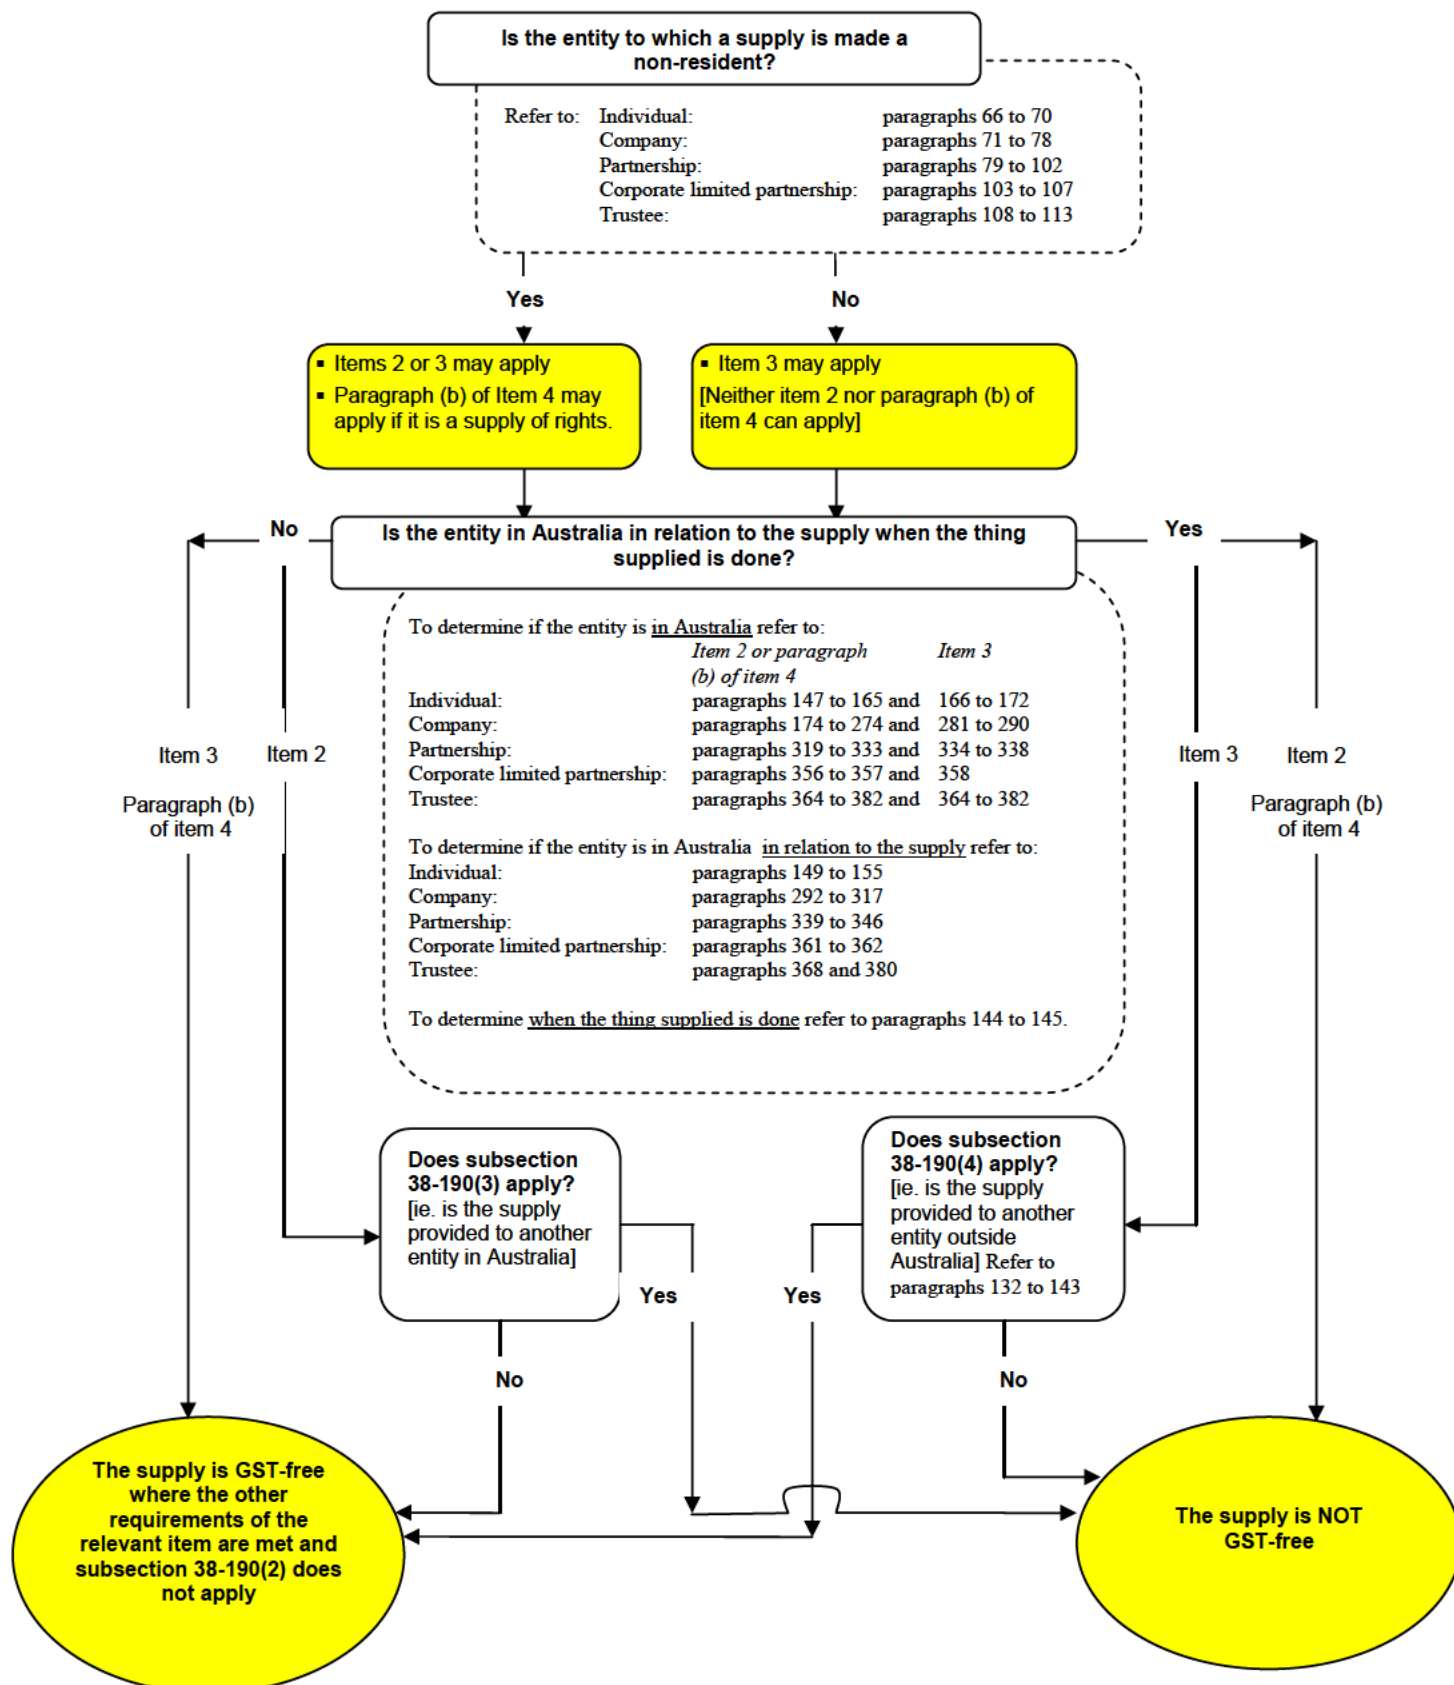 Is the entity to which a supply is made a
non-resident?
Refer to: Individual: paragraphs 66 to 70
Company: paragraphs 71 to 78
Partnership: paragraphs 79 to 102
Corporate limited partnership: paragraphs 103 to 107
Trustee: paragraphs 108 to 113
Yes
No
▪ Items 2 or 3 may apply
▪ Paragraph (b) of Item 4 may
apply if it is a supply of rights.
▪ Item 3 may apply
[Neither item 2 nor paragraph (b) of
item 4 can apply]
No
Is the entity in Australia in relation to the supply when the thing
supplied is done?
Yes
To determine if the entity is in Australia refer to:
Item 2 or paragraph Item 3
(b) of item 4
Individual: paragraphs 147 to 165 and 166 to 172
Company: paragraphs 174 to 274 and 281 to 290
Partnership: paragraphs 319 to 333 and 334 to 338
Corporate limited partnership: paragraphs 356 to 357 and 358
Trustee: paragraphs 364 to 382 and 364 to 382
To determine if the entity is in Australia in relation to the supply refer to:
Individual: paragraphs 149 to 155
Company: paragraphs 292 to 317
Partnership: paragraphs 339 to 346
Corporate limited partnership: paragraphs 361 to 362
Trustee: paragraphs 368 and 380
To determine when the thing supplied is done refer to paragraphs 144 to 145.
Item 3
Paragraph (b)
of item 4
Item 2
Item 3
Item 2
Paragraph (b)
of item 4
Does subsection
38-190(3) apply?
[ie. is the supply
provided to another
entity in Australia]
Does subsection
38-190(4) apply?
[ie. is the supply
provided to another
entity outside
Australia] Refer to
paragraphs 132 to 143
Yes
Yes
No
No
The supply is GST-free
where the other
requirements of the
relevant item are met and
subsection 38-190(2) does
not apply
The supply is NOT
GST-free